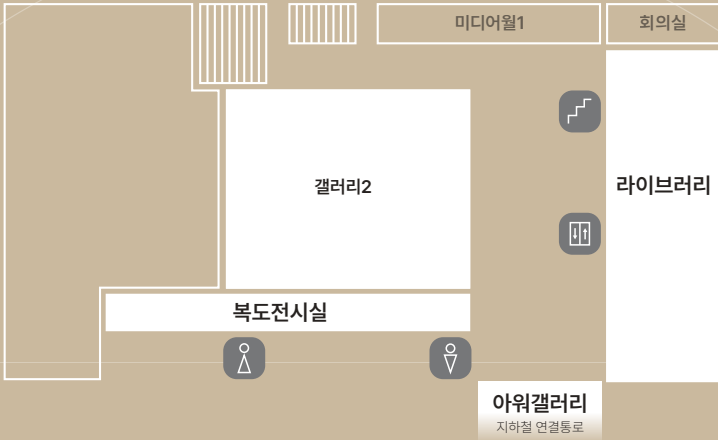 미디어월1
회의실
갤러리2
라이브러리
복도전시실
아워갤러리
지하철 연결통로